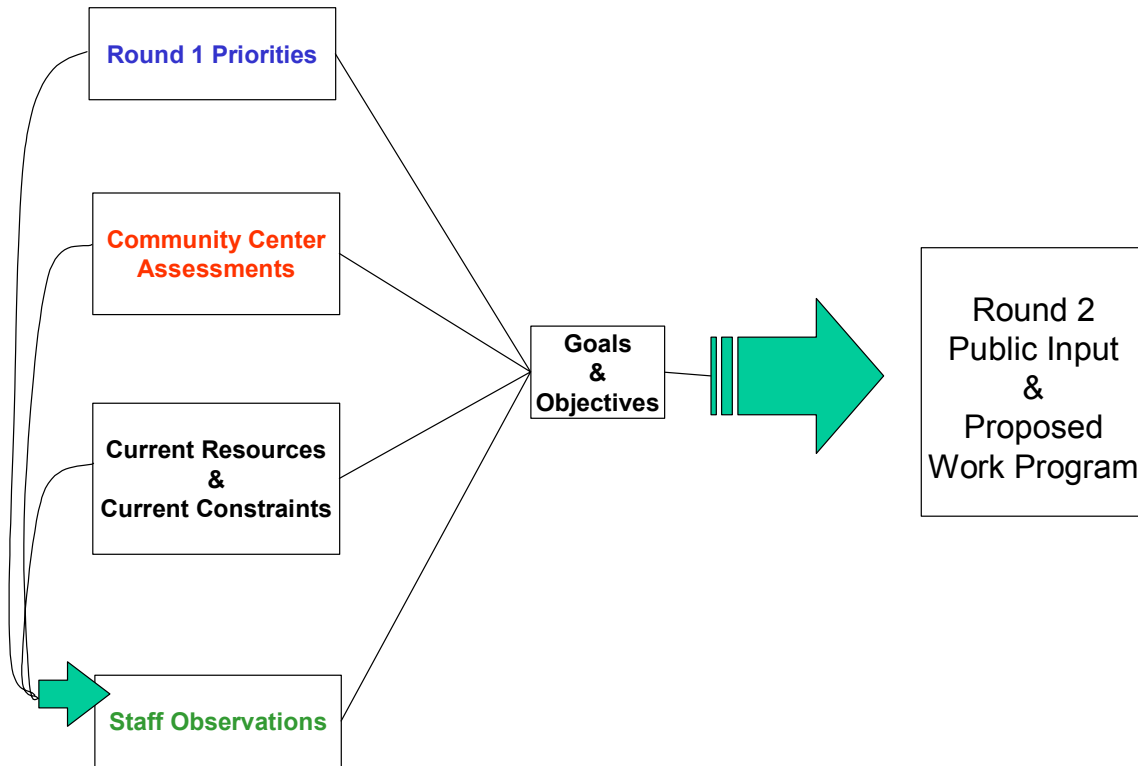 Round 1 Priorities
Community Center
Assessments
Current Resources
&
Current Constraints
Staff Observations
Goals
&
Objectives
Round 2
Public Input
&
Proposed
Work Program